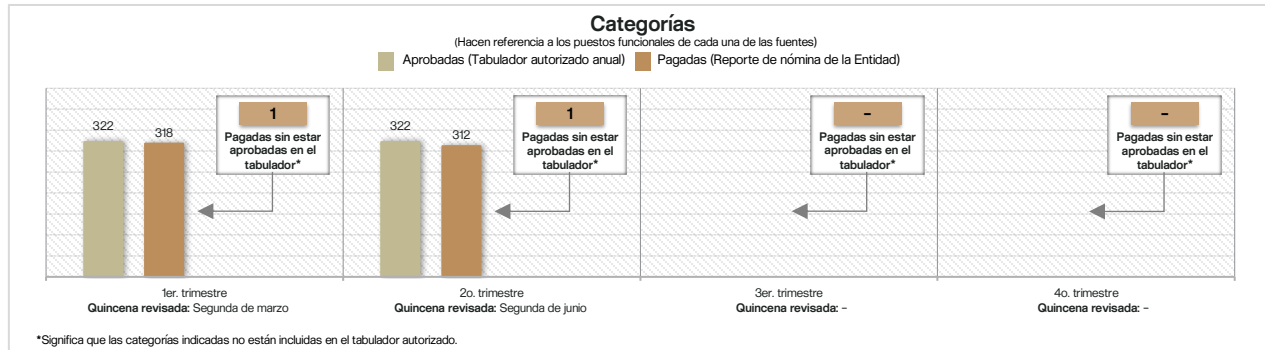 Categorías
(Hacen referencia a los puestos funcionales de cada una de las fuentes)
Aprobadas (Tabulador autorizado anual) Pagadas (Reporte de nómina de la Entidad)
322
318
1
Pagadas sin estar
aprobadas en el
tabulador*
322
312
1
Pagadas sin estar
aprobadas en el
tabulador*
–
Pagadas sin estar
aprobadas en el
tabulador*
–
Pagadas sin estar
aprobadas en el
tabulador*
1er. trimestre
Quincena revisada: Segunda de marzo
2o. trimestre
Quincena revisada: Segunda de junio
3er. trimestre
Quincena revisada: –
4o. trimestre
Quincena revisada: –
*Significa que las categorías indicadas no están incluidas en el tabulador autorizado.